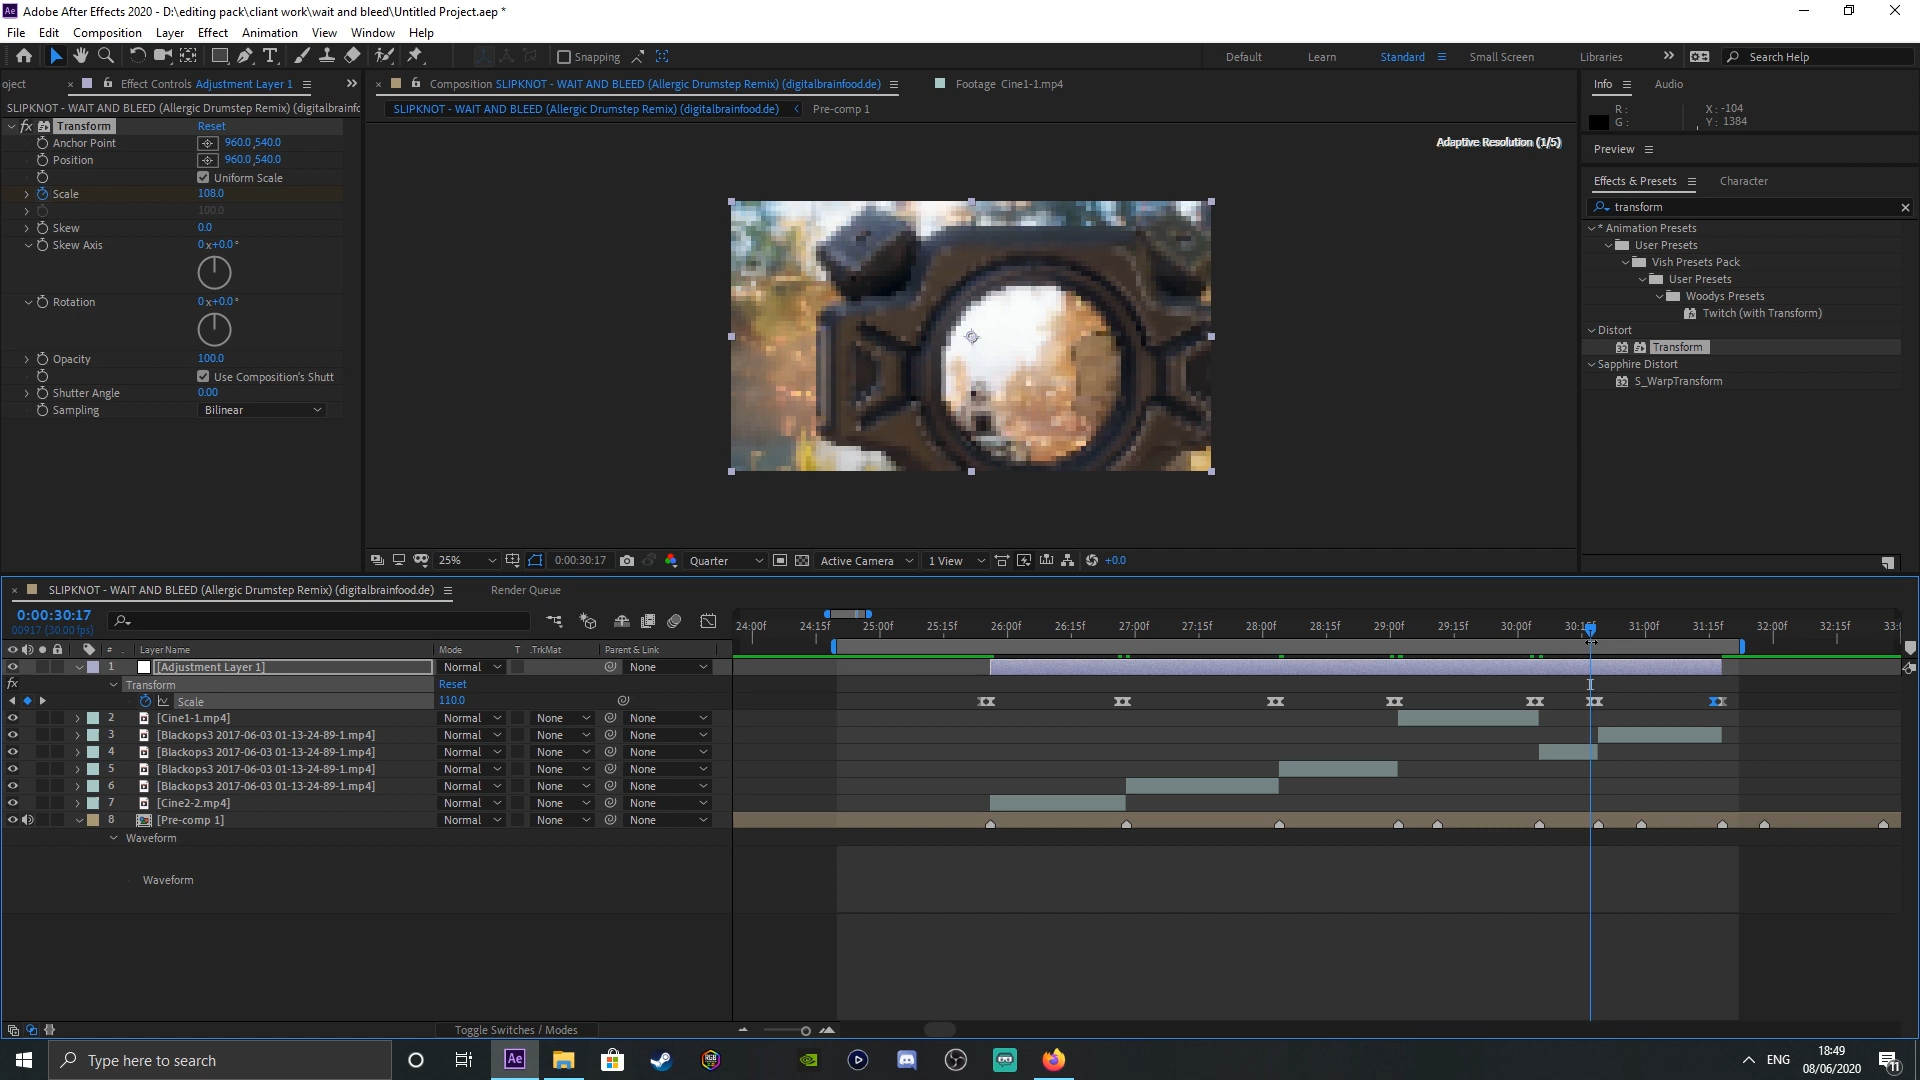 Adobe After Effects 2020 - D:\editing pack\cliant work\wait and bleed\Untitled Project.aep *
File Edit Composition Layer Effect Animation View Window Help
Snapping
Default Learn Standard Small Screen Libraries Search Help
oject Effect Controls Adjustment Layer 1
Composition SLIPKNOT - WAIT AND BLEED (Allergic Drumstep Remix) (digitalbrainfood.de)
Footage Cine1-1.mp4
Info Audio
SLIPKNOT - WAIT AND BLEED (Allergic Drumstep Remix) (digitalbrainfc
SLIPKNOT - WAIT AND BLEED (Allergic Drumstep Remix) (digitalbrainfood.de) Pre-comp 1
R: X: -104
G: Y: 1384
fx Transform Reset
Anchor Point 960.0,540.0
Position 960.0,540.0
Uniform Scale
Scale 108.0
100.0
Skew 0.0
Skew Axis 0x+0.0°
Rotation 0x+0.0°
Opacity 100.0
Use Composition's Shutt
Shutter Angle 0.00
Sampling Bilinear
Adaptive Resolution (1/5)
Preview
Effects & Presets Character
transform
* Animation Presets
User Presets
Vish Presets Pack
User Presets
Woodys Presets
Twitch (with Transform)
Distort
32 Transform
Sapphire Distort
32 S_WarpTransform
25% 0:00:30:17 Quarter Active Camera 1 View +0.0
SLIPKNOT - WAIT AND BLEED (Allergic Drumstep Remix) (digitalbrainfood.de) Render Queue
0:00:30:17
00917 (30.00 fps)
24:00f 24:15f 25:00f 25:15f 26:00f 26:15f 27:00f 27:15f 28:00f 28:15f 29:00f 29:15f 30:00f 30:15f 31:00f 31:15f 32:00f 32:15f 33:0
# Layer Name Mode T .TrkMat Parent & Link
1 [Adjustment Layer 1] Normal None
fx Transform Reset
Scale 110.0
2 [Cine1-1.mp4] Normal None None
3 [Blackops3 2017-06-03 01-13-24-89-1.mp4] Normal None None
4 [Blackops3 2017-06-03 01-13-24-89-1.mp4] Normal None None
5 [Blackops3 2017-06-03 01-13-24-89-1.mp4] Normal None None
6 [Blackops3 2017-06-03 01-13-24-89-1.mp4] Normal None None
7 [Cine2-2.mp4] Normal None None
8 [Pre-comp 1] Normal None None
Waveform
Waveform
Toggle Switches / Modes
Type here to search
Ae
ENG
18:49
08/06/2020
11